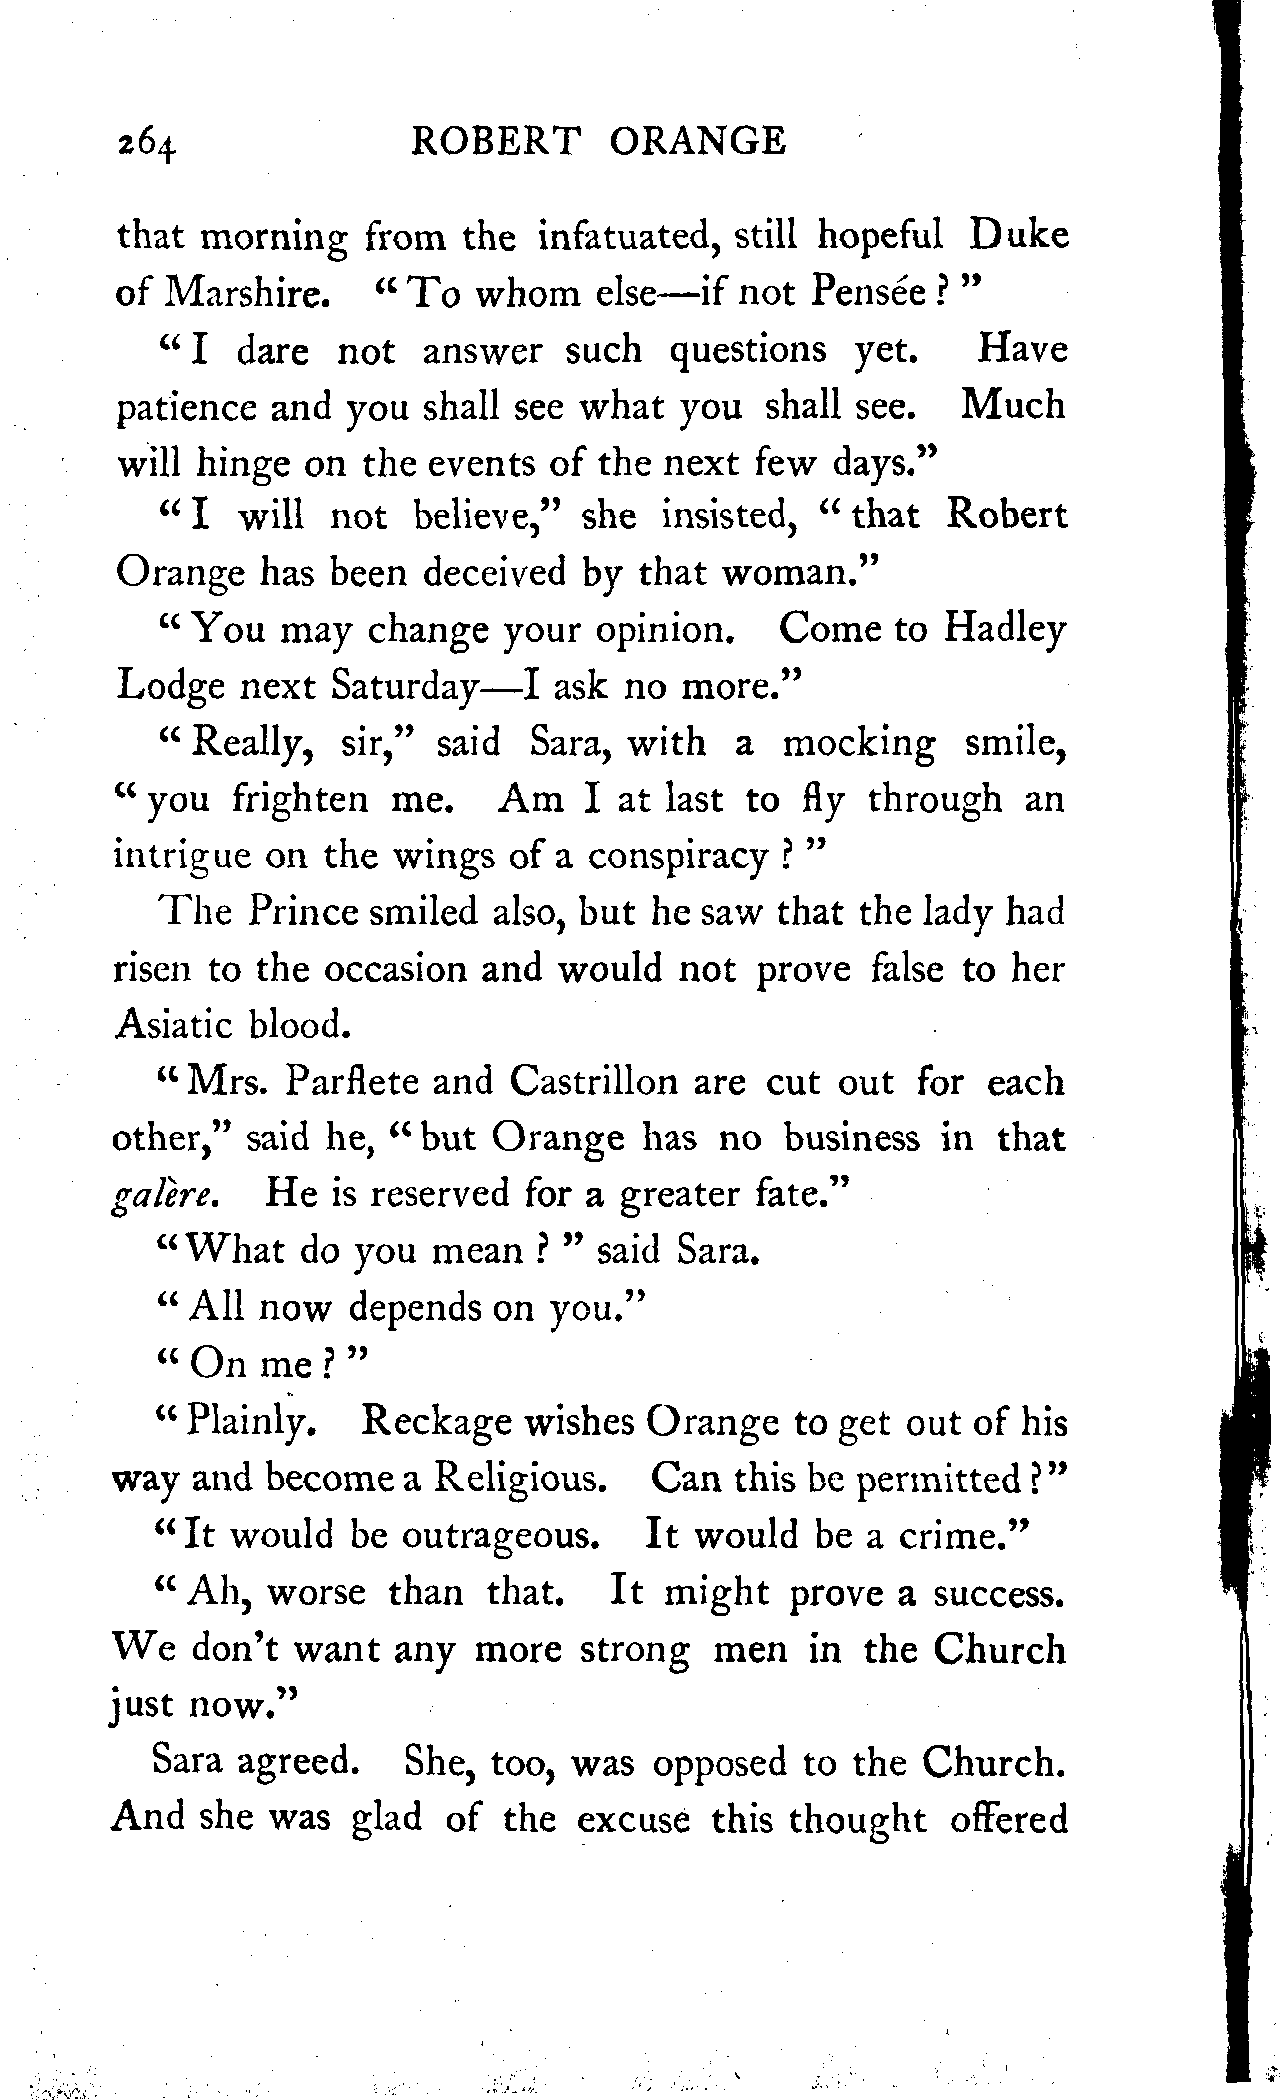 264 ROBERT ORANGE
that morning from the infatuated, still hopeful Duke
of Marshire. " To whom else—if not Pensée ? "
" I dare not answer such questions yet. Have
patience and you shall see what you shall see. Much
will hinge on the events of the next few days."
" I will not believe," she insisted, " that Robert
Orange has been deceived by that woman."
" You may change your opinion. Come to Hadley
Lodge next Saturday—I ask no more."
" Really, sir," said Sara, with a mocking smile,
" you frighten me. Am I at last to fly through an
intrigue on the wings of a conspiracy ? "
The Prince smiled also, but he saw that the lady had
risen to the occasion and would not prove false to her
Asiatic blood.
" Mrs. Parflete and Castrillon are cut out for each
other," said he, " but Orange has no business in that
galère. He is reserved for a greater fate."
" What do you mean ? " said Sara.
" All now depends on you."
" On me ? "
" Plainly. Reckage wishes Orange to get out of his
way and become a Religious. Can this be permitted ? "
" It would be outrageous. It would be a crime."
" Ah, worse than that. It might prove a success.
We don't want any more strong men in the Church
just now."
Sara agreed. She, too, was opposed to the Church.
And she was glad of the excuse this thought offered